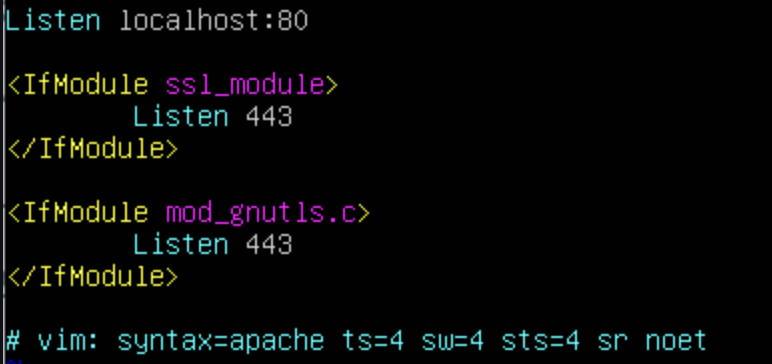 Listen localhost:80
<IfModule ssl_module>
Listen 443
</IfModule>
<IfModule mod_gnutls.c>
Listen 443
</IfModule>
# vim: syntax=apache ts=4 sw=4 sts=4 sr noet